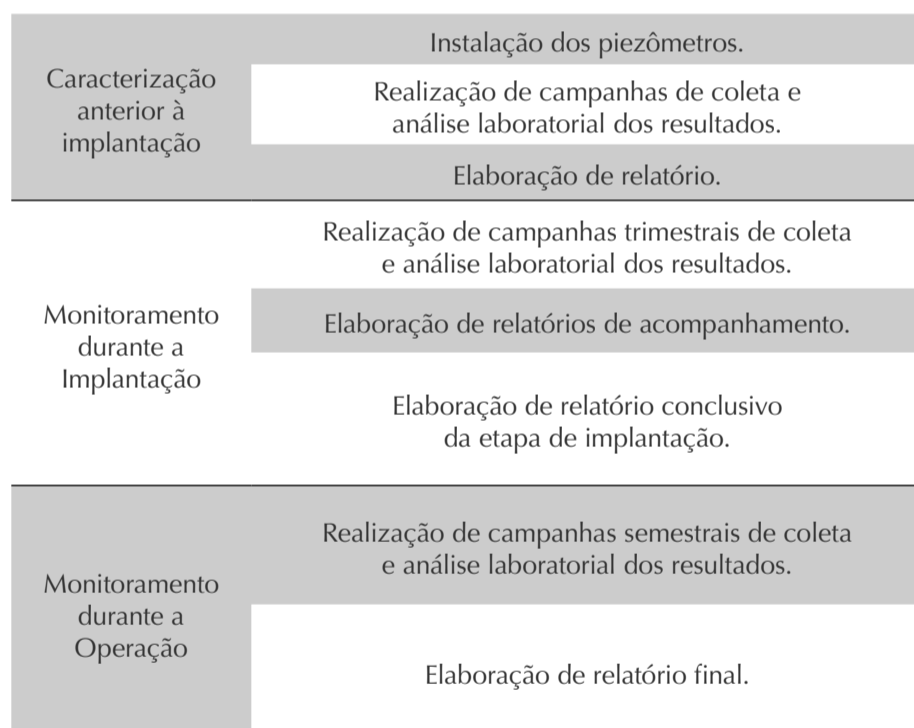 Caracterização
anterior à
implantação
Instalação dos piezômetros.
Realização de campanhas de coleta e
análise laboratorial dos resultados.
Elaboração de relatório.
Monitoramento
durante a
Implantação
Realização de campanhas trimestrais de coleta
e análise laboratorial dos resultados.
Elaboração de relatórios de acompanhamento.
Elaboração de relatório conclusivo
da etapa de implantação.
Monitoramento
durante a
Operação
Realização de campanhas semestrais de coleta
e análise laboratorial dos resultados.
Elaboração de relatório final.